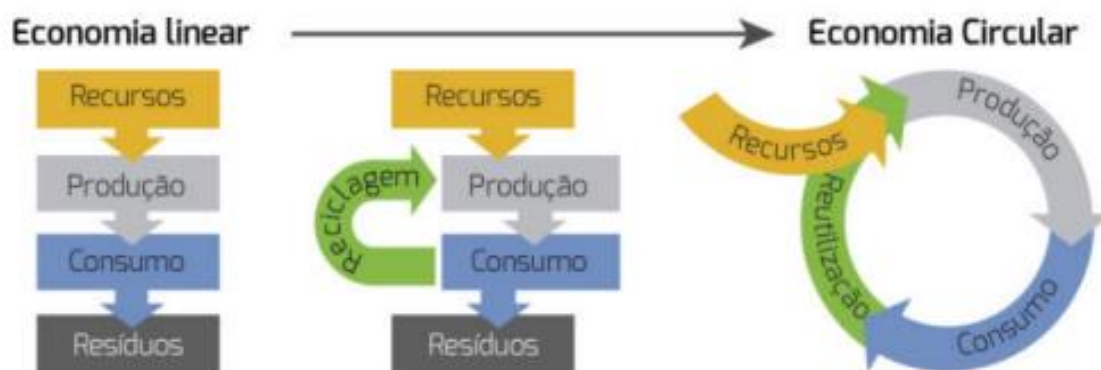 Economia linear
Economia Circular
Recursos
Produção
Consumo
Resíduos
Recursos
Reciclagem
Produção
Consumo
Resíduos
Recursos
Produção
Consumo
Reutilização